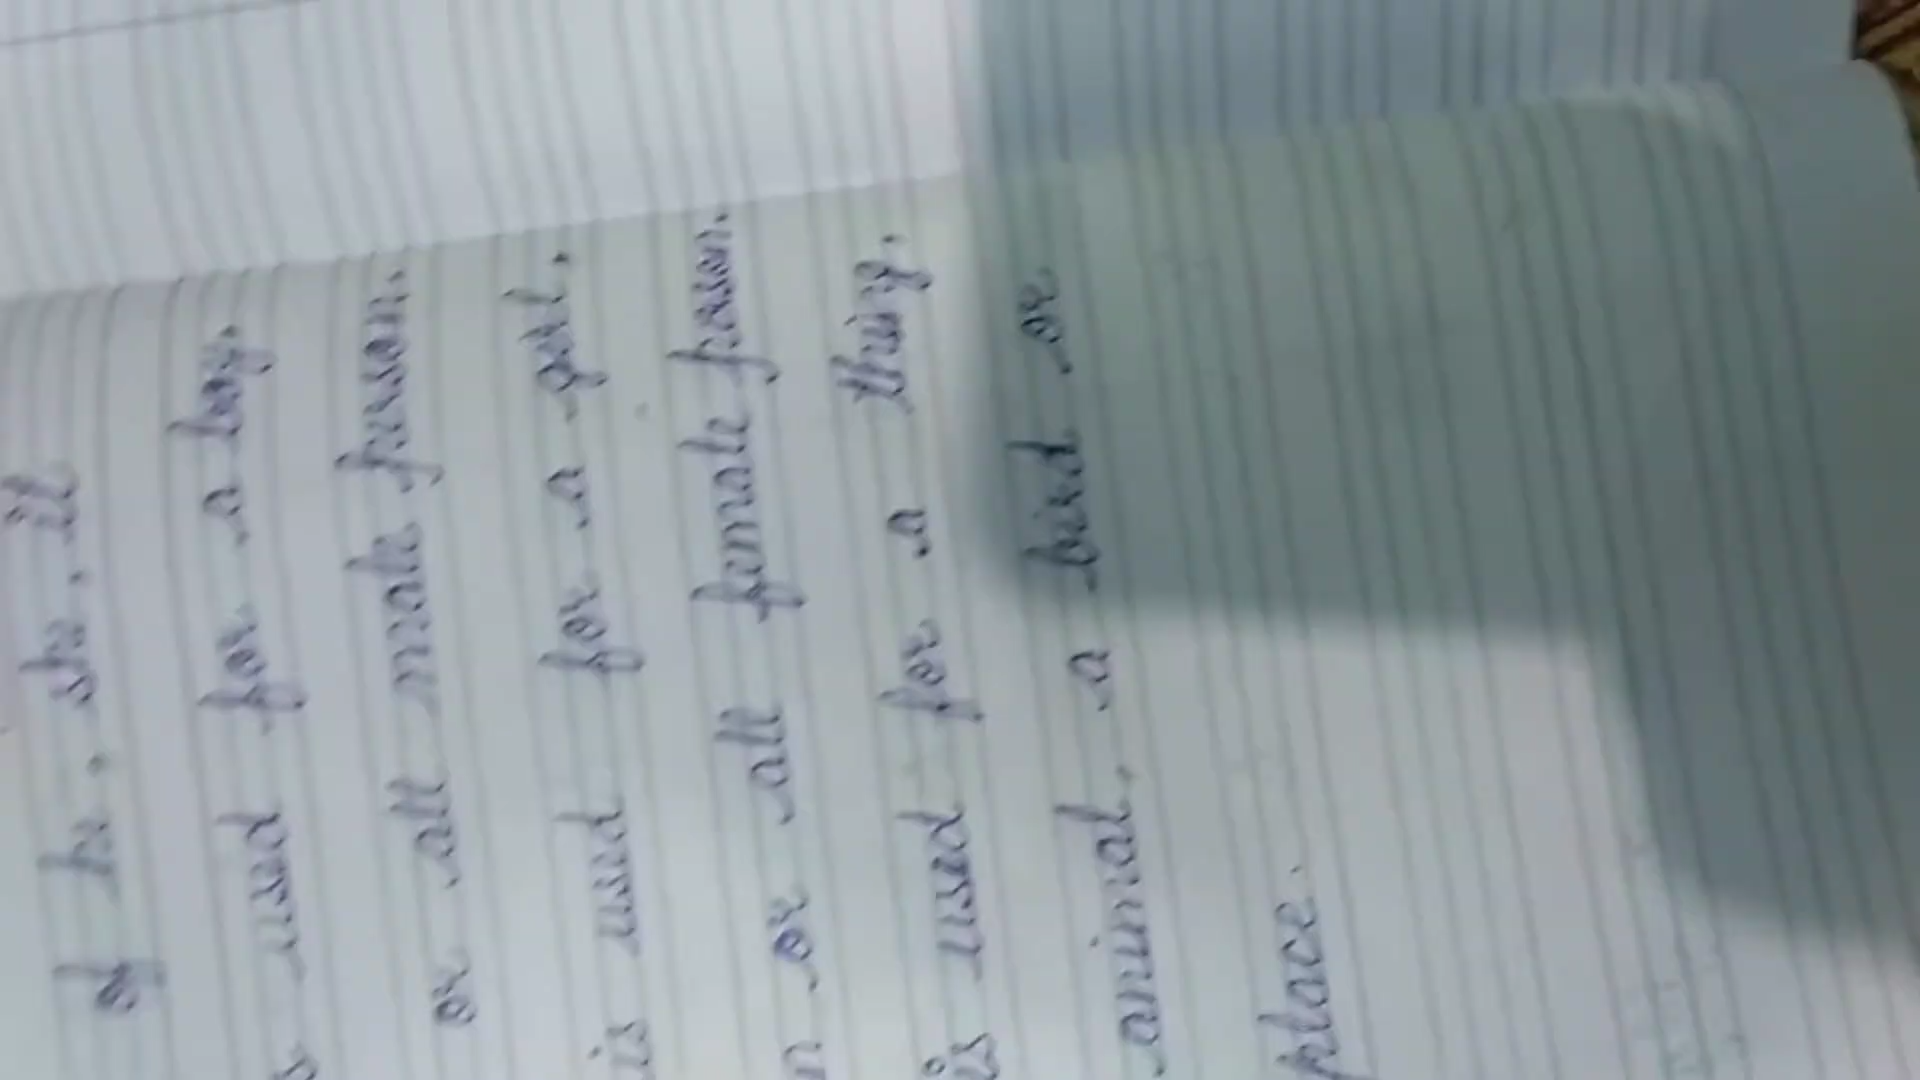 of he, she, it
used for a boy.
or all male person.
is used for a girl.
or all female person.
is used for a thing.
animal, a bird or
place.